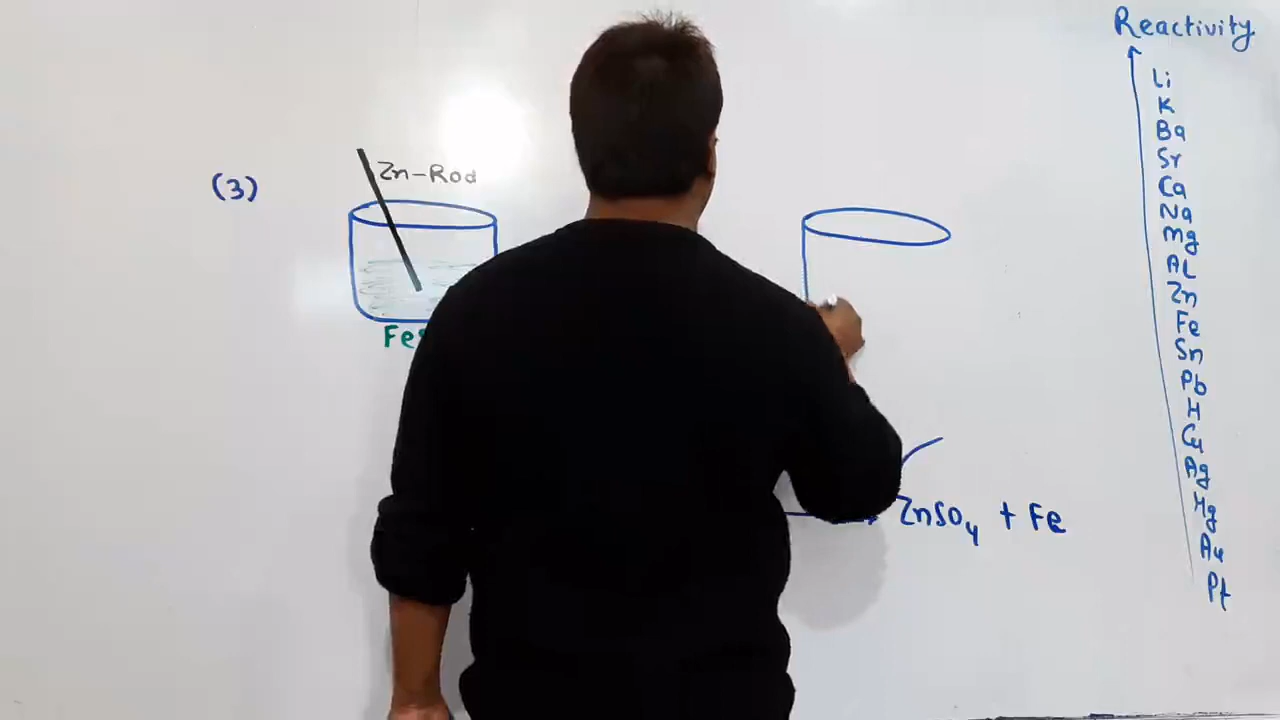 Reactivity
Li
K
Ba
Sr
Ca
Na
Mg
AL
Zn
Fe
Sn
Pb
H
Cu
Ag
Hg
Au
Pt
(3)
Zn-Rod
Fe
ZnSO4 + Fe